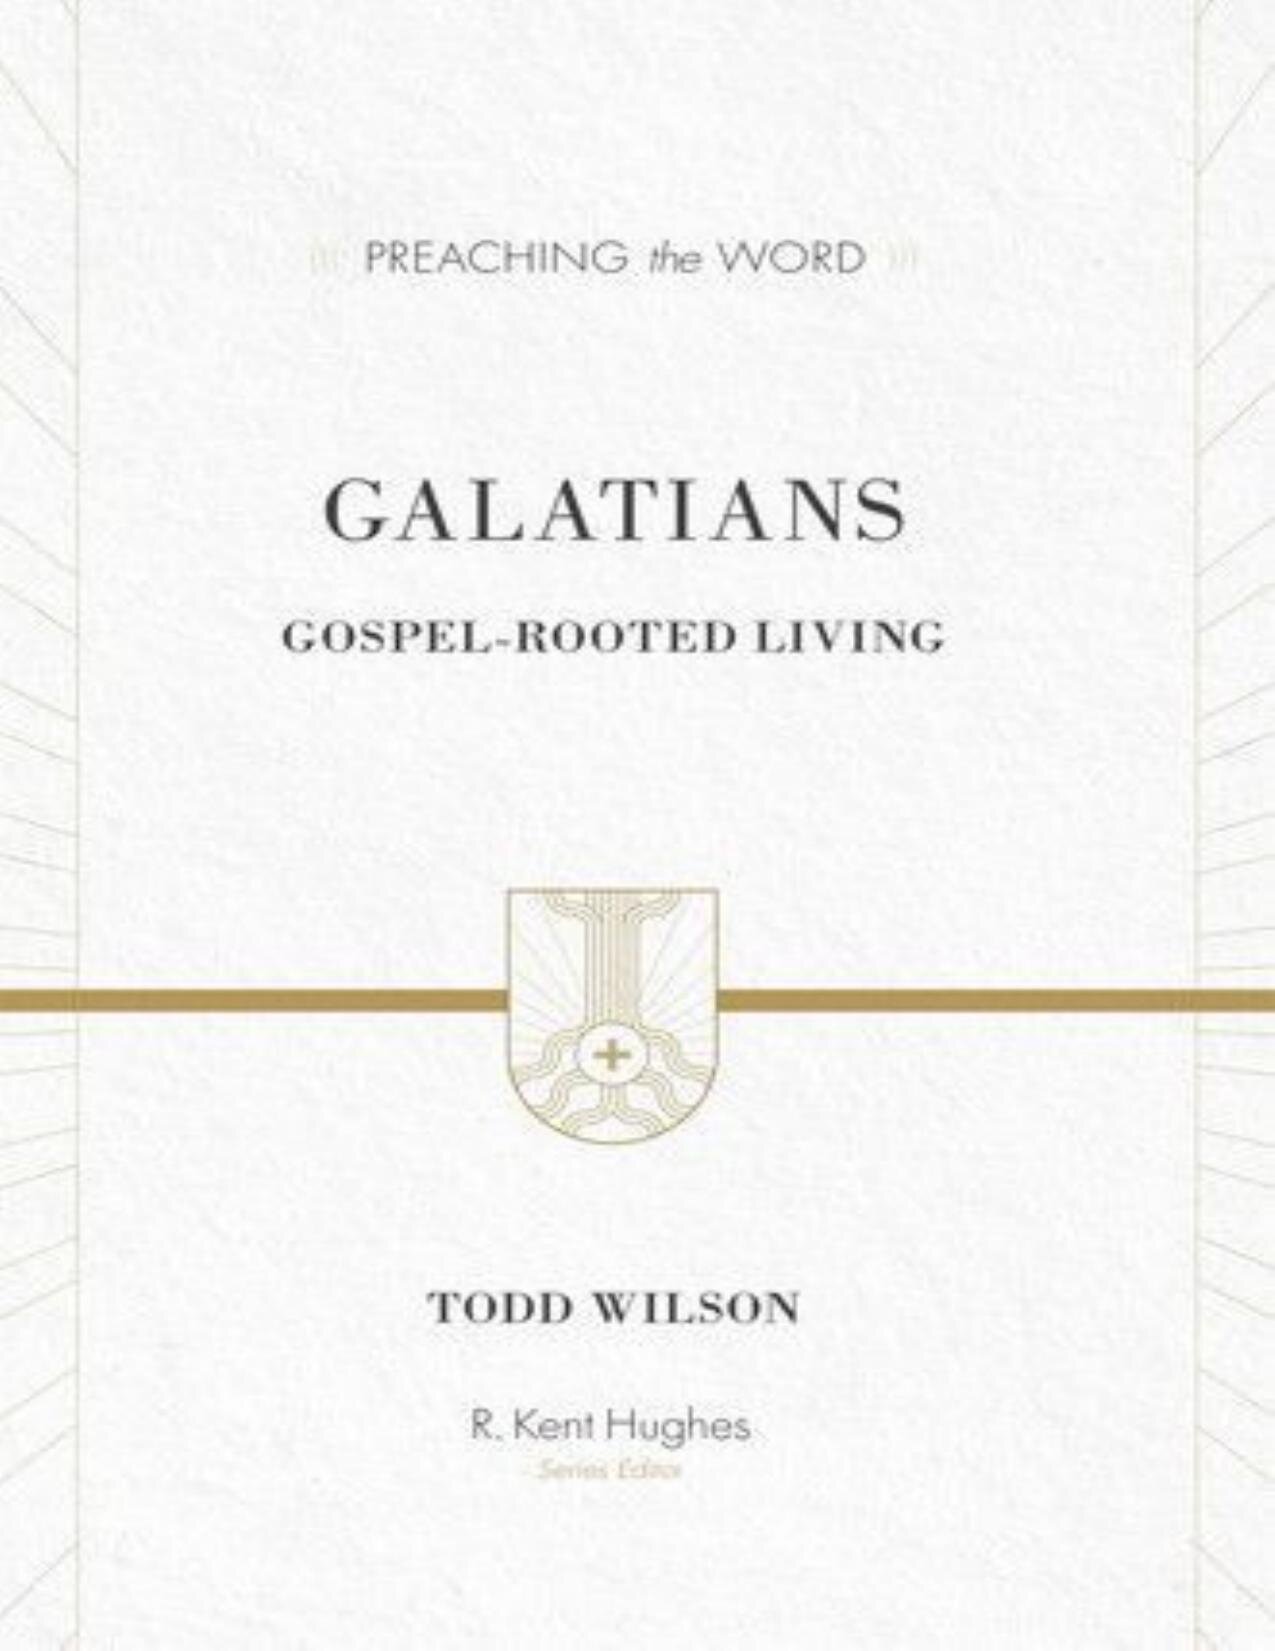 PREACHING the WORD
GALATIANS
GOSPEL-ROOTED LIVING
TODD WILSON
R. Kent Hughes
Series Editor